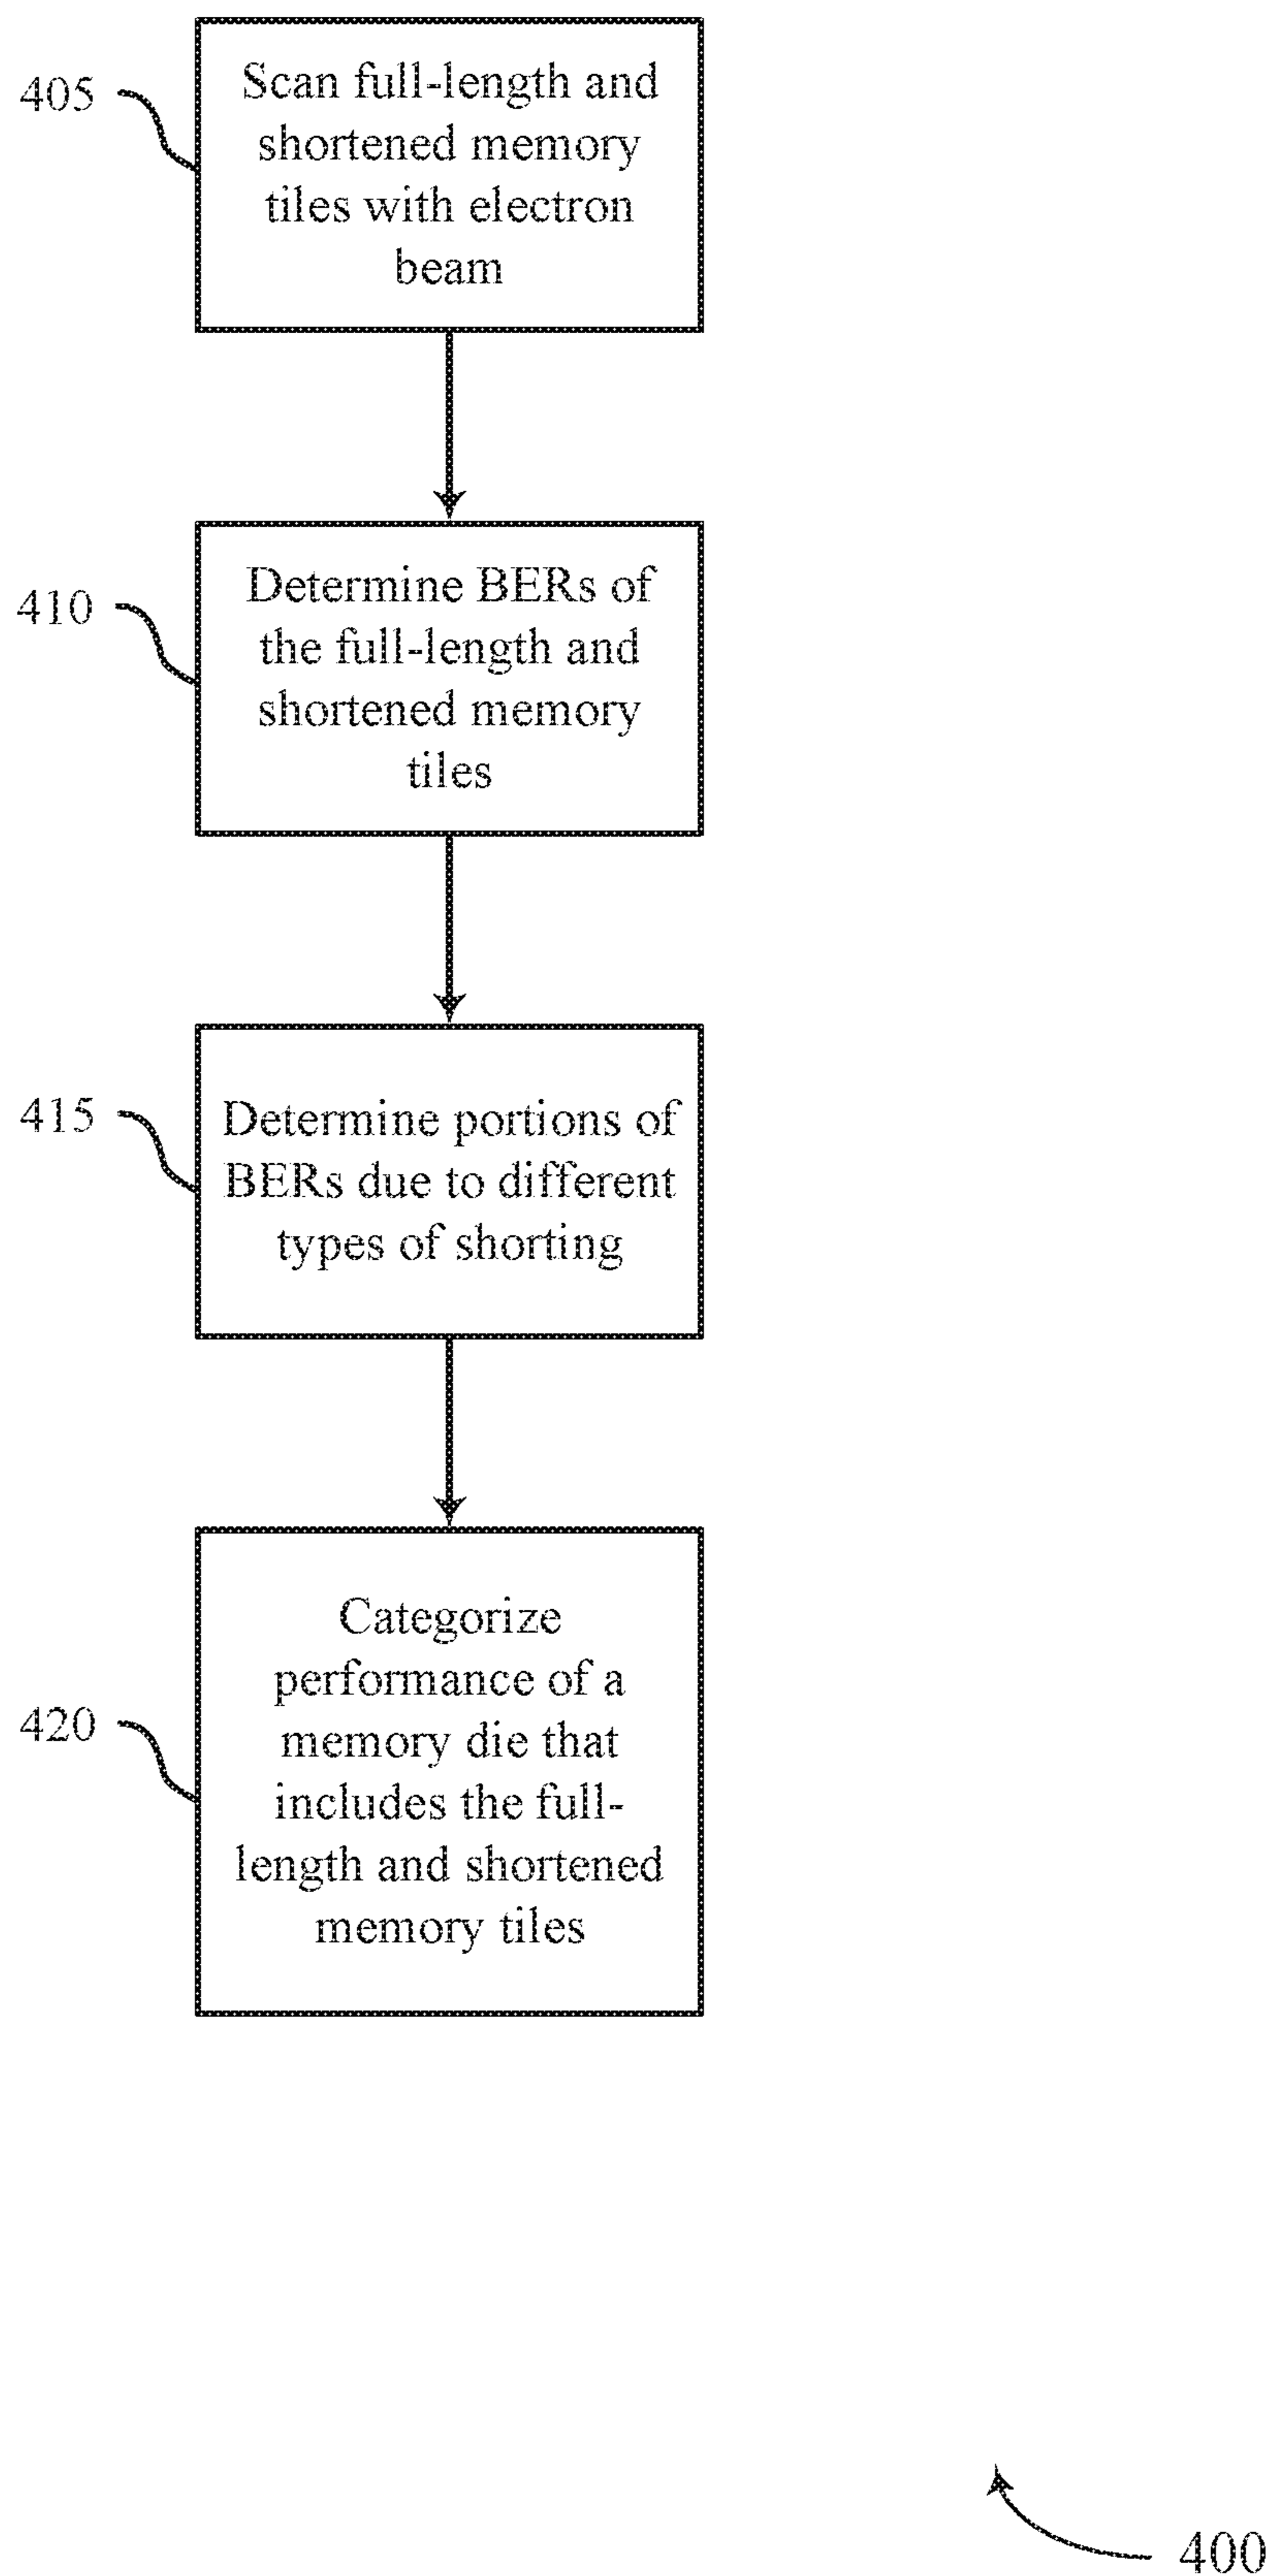 405
Scan full-length and
shortened memory
tiles with electron
beam
410
Determine BERs of
the full-length and
shortened memory
tiles
415
Determine portions of
BERs due to different
types of shorting
420
Categorize
performance of a
memory die that
includes the full-
length and shortened
memory tiles
400